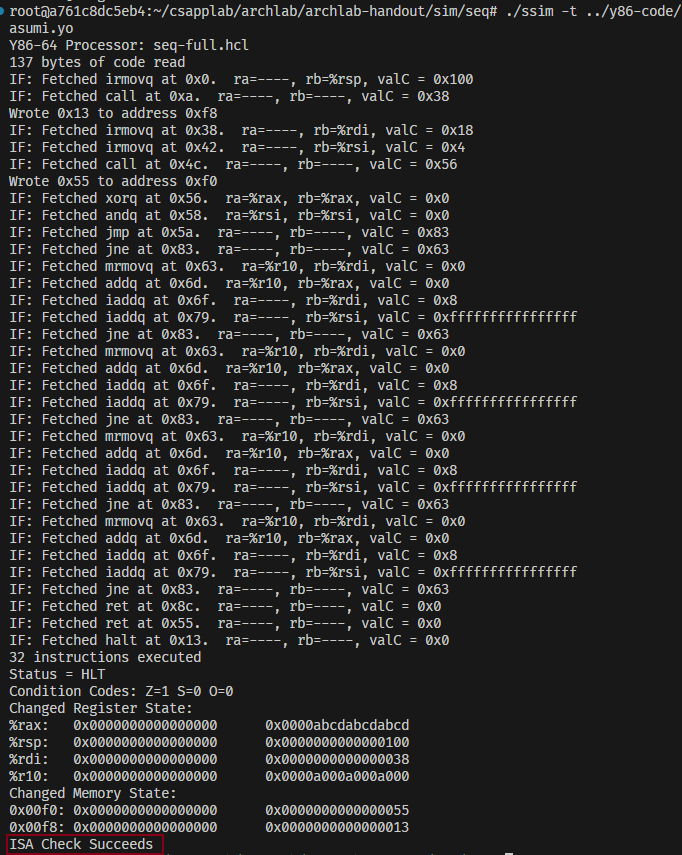 root@a761c8dc5eb4:~/csapplab/archlab/archlab-handout/sim/seq# ./ssim -t ../y86-code/
asumi.yo
Y86-64 Processor: seq-full.hcl
137 bytes of code read
IF: Fetched irmovq at 0x0.  ra=----, rb=%rsp, valC = 0x100
IF: Fetched call at 0xa.  ra=----, rb=----, valC = 0x38
Wrote 0x13 to address 0xf8
IF: Fetched irmovq at 0x38.  ra=----, rb=%rdi, valC = 0x18
IF: Fetched irmovq at 0x42.  ra=----, rb=%rsi, valC = 0x4
IF: Fetched call at 0x4c.  ra=----, rb=----, valC = 0x56
Wrote 0x55 to address 0xf0
IF: Fetched xorq at 0x56.  ra=%rax, rb=%rax, valC = 0x0
IF: Fetched andq at 0x58.  ra=%rsi, rb=%rsi, valC = 0x0
IF: Fetched jmp at 0x5a.  ra=----, rb=----, valC = 0x83
IF: Fetched jne at 0x83.  ra=----, rb=----, valC = 0x63
IF: Fetched mrmovq at 0x63.  ra=%r10, rb=%rdi, valC = 0x0
IF: Fetched addq at 0x6d.  ra=%r10, rb=%rax, valC = 0x0
IF: Fetched iaddq at 0x6f.  ra=----, rb=%rdi, valC = 0x8
IF: Fetched iaddq at 0x79.  ra=----, rb=%rsi, valC = 0xffffffffffffffff
IF: Fetched jne at 0x83.  ra=----, rb=----, valC = 0x63
IF: Fetched mrmovq at 0x63.  ra=%r10, rb=%rdi, valC = 0x0
IF: Fetched addq at 0x6d.  ra=%r10, rb=%rax, valC = 0x0
IF: Fetched iaddq at 0x6f.  ra=----, rb=%rdi, valC = 0x8
IF: Fetched iaddq at 0x79.  ra=----, rb=%rsi, valC = 0xffffffffffffffff
IF: Fetched jne at 0x83.  ra=----, rb=----, valC = 0x63
IF: Fetched mrmovq at 0x63.  ra=%r10, rb=%rdi, valC = 0x0
IF: Fetched addq at 0x6d.  ra=%r10, rb=%rax, valC = 0x0
IF: Fetched iaddq at 0x6f.  ra=----, rb=%rdi, valC = 0x8
IF: Fetched iaddq at 0x79.  ra=----, rb=%rsi, valC = 0xffffffffffffffff
IF: Fetched jne at 0x83.  ra=----, rb=----, valC = 0x63
IF: Fetched mrmovq at 0x63.  ra=%r10, rb=%rdi, valC = 0x0
IF: Fetched addq at 0x6d.  ra=%r10, rb=%rax, valC = 0x0
IF: Fetched iaddq at 0x6f.  ra=----, rb=%rdi, valC = 0x8
IF: Fetched iaddq at 0x79.  ra=----, rb=%rsi, valC = 0xffffffffffffffff
IF: Fetched jne at 0x83.  ra=----, rb=----, valC = 0x63
IF: Fetched ret at 0x8c.  ra=----, rb=----, valC = 0x0
IF: Fetched ret at 0x55.  ra=----, rb=----, valC = 0x0
IF: Fetched halt at 0x13.  ra=----, rb=----, valC = 0x0
32 instructions executed
Status = HLT
Condition Codes: Z=1 S=0 O=0
Changed Register State:
%rax:   0x0000000000000000      0x0000abcdabcdabcd
%rsp:   0x0000000000000000      0x0000000000000100
%rdi:   0x0000000000000000      0x0000000000000038
%r10:   0x0000000000000000      0x0000a000a000a000
Changed Memory State:
0x00f0: 0x0000000000000000      0x0000000000000055
0x00f8: 0x0000000000000000      0x0000000000000013
ISA Check Succeeds